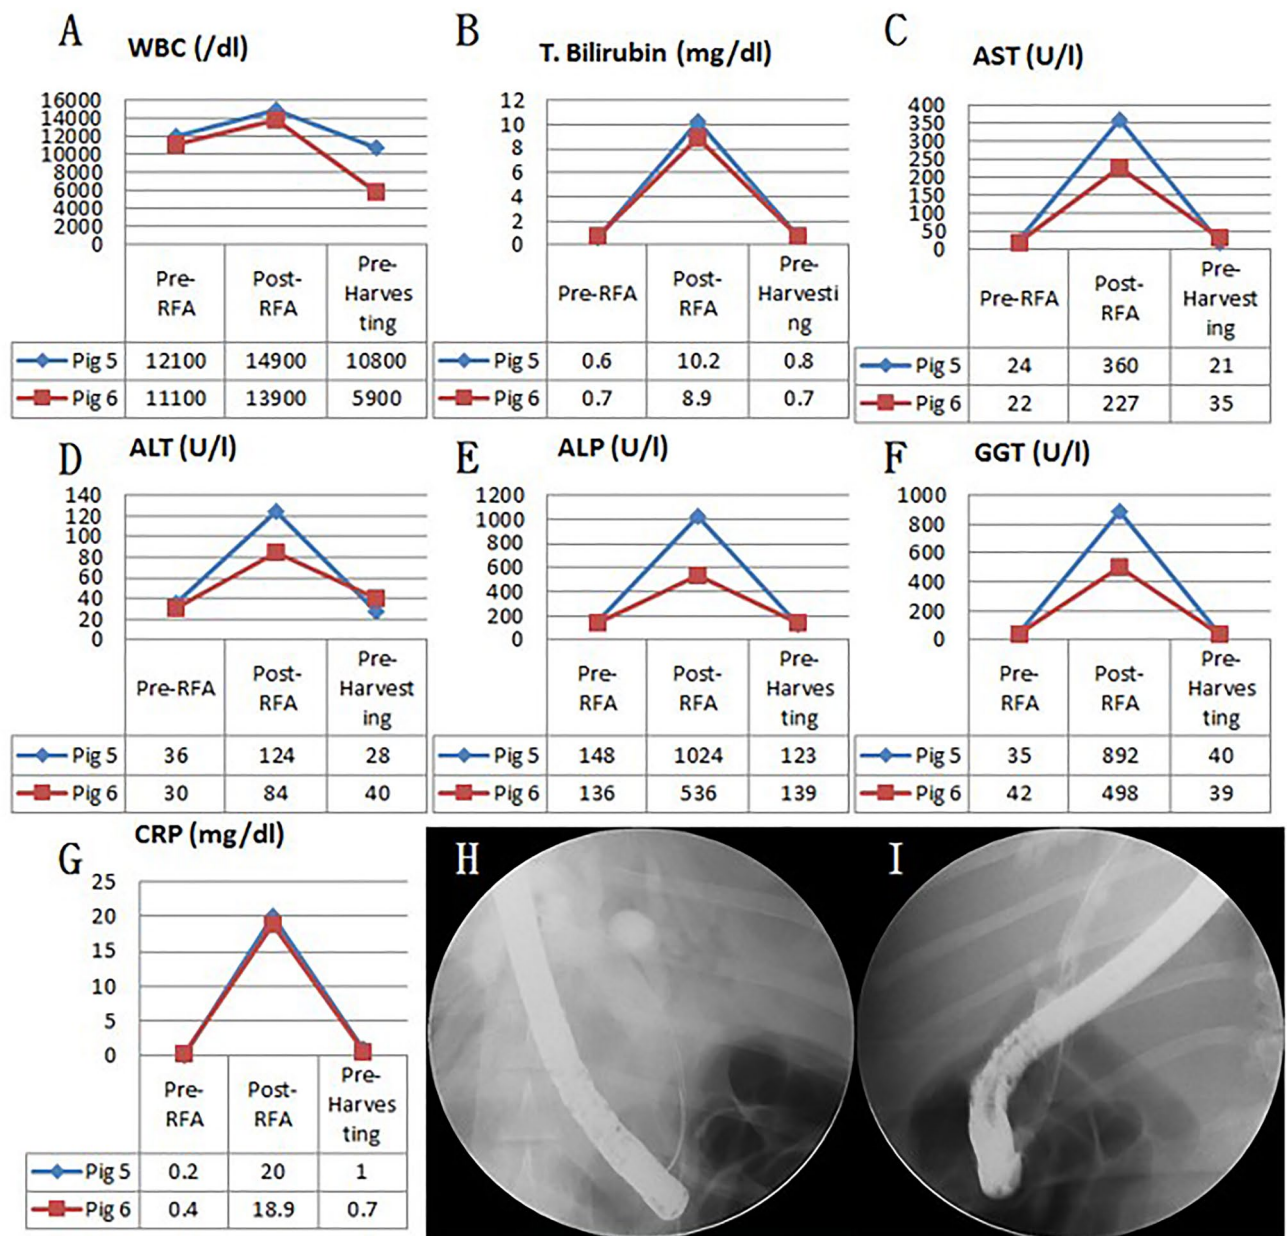 A
WBC (/dl)
16000
14000
12000
10000
8000
6000
4000
2000
0
Pre-
RFA
Post-
RFA
Pre-
Harves
ting
Pig 5 12100 14900 10800
Pig 6 11100 13900 5900
B
T. Bilirubin (mg/dl)
12
10
8
6
4
2
0
Pre-RFA
Post-
RFA
Pre-
Harvesti
ng
Pig 5 0.6 10.2 0.8
Pig 6 0.7 8.9 0.7
C
AST (U/l)
400
350
300
250
200
150
100
50
0
Pre-RFA
Post-
RFA
Pre-
Harvest
ing
Pig 5 24 360 21
Pig 6 22 227 35
D
ALT (U/l)
140
120
100
80
60
40
20
0
Pre-RFA
Post-
RFA
Pre-
Harvest
ing
Pig 5 36 124 28
Pig 6 30 84 40
E
ALP (U/l)
1200
1000
800
600
400
200
0
Pre-
RFA
Post-
RFA
Pre-
Harves
ting
Pig 5 148 1024 123
Pig 6 136 536 139
F
GGT (U/l)
1000
800
600
400
200
0
Pre-
RFA
Post-
RFA
Pre-
Harves
ting
Pig 5 35 892 40
Pig 6 42 498 39
G
CRP (mg/dl)
25
20
15
10
5
0
Pre-
RFA
Post-
RFA
Pre-
Harves
ting
Pig 5 0.2 20 1
Pig 6 0.4 18.9 0.7
H
I